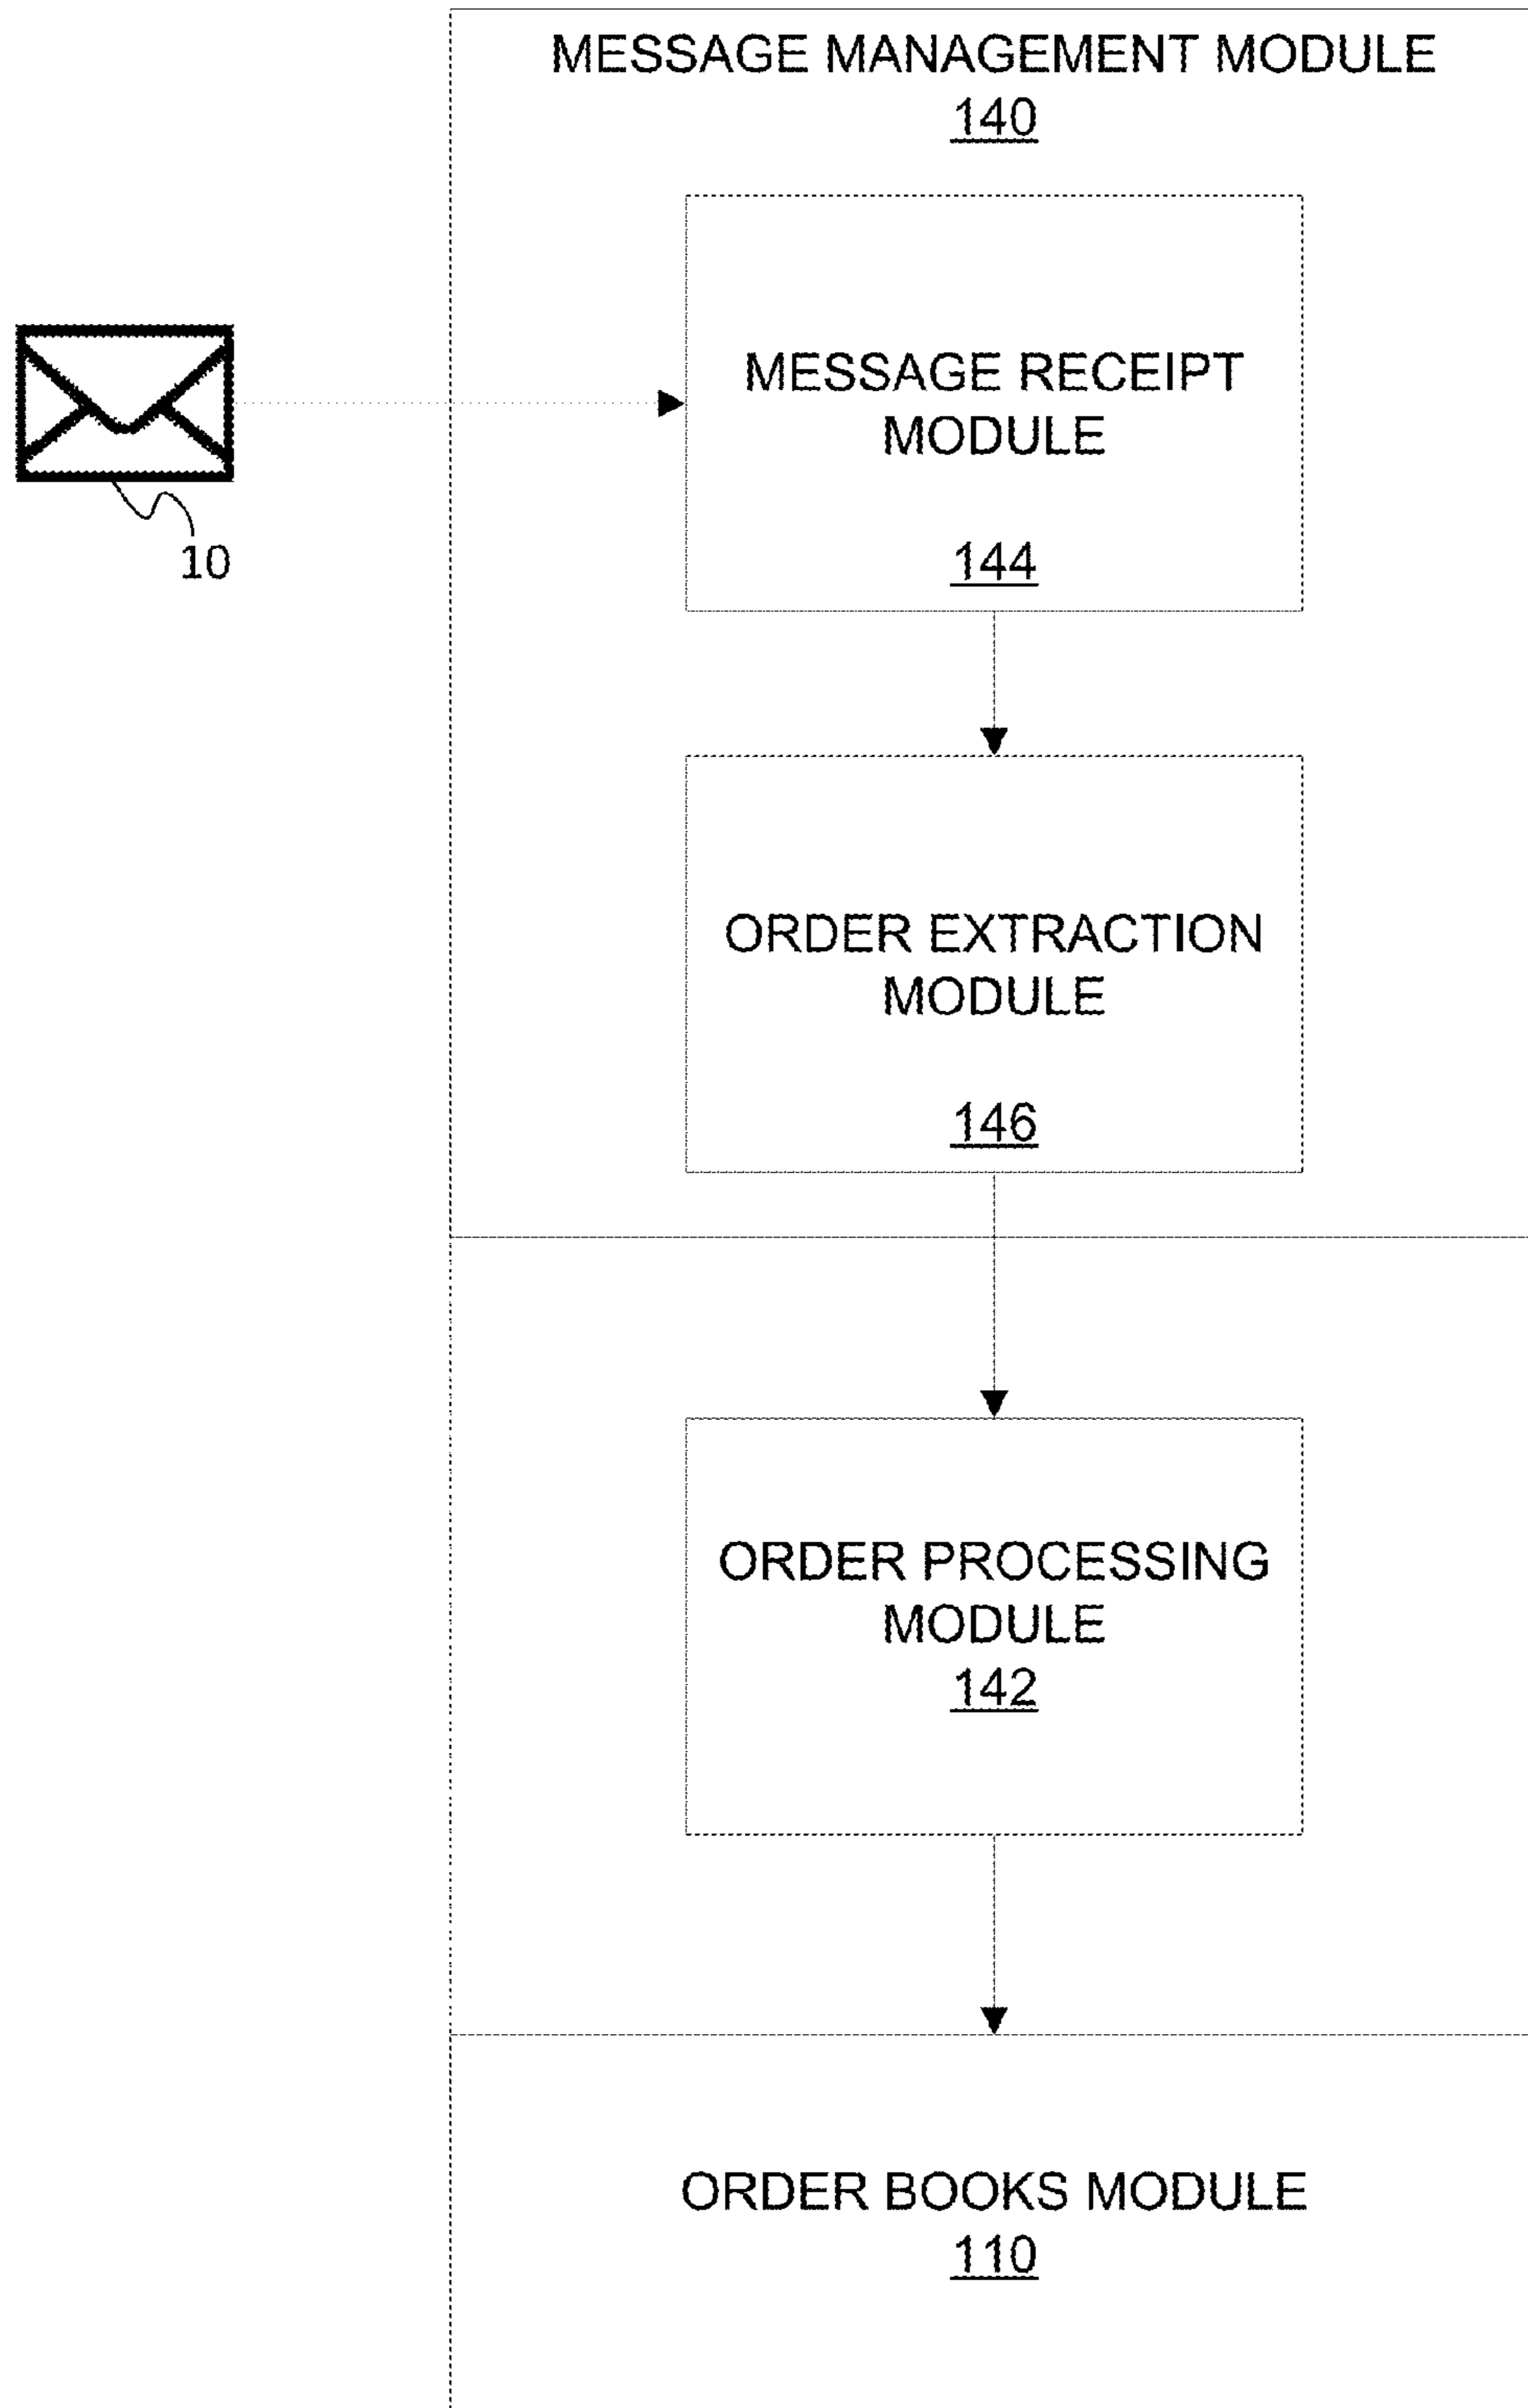 MESSAGE MANAGEMENT MODULE
140
MESSAGE RECEIPT
MODULE
144
10
ORDER EXTRACTION
MODULE
146
ORDER PROCESSING
MODULE
142
ORDER BOOKS MODULE
110